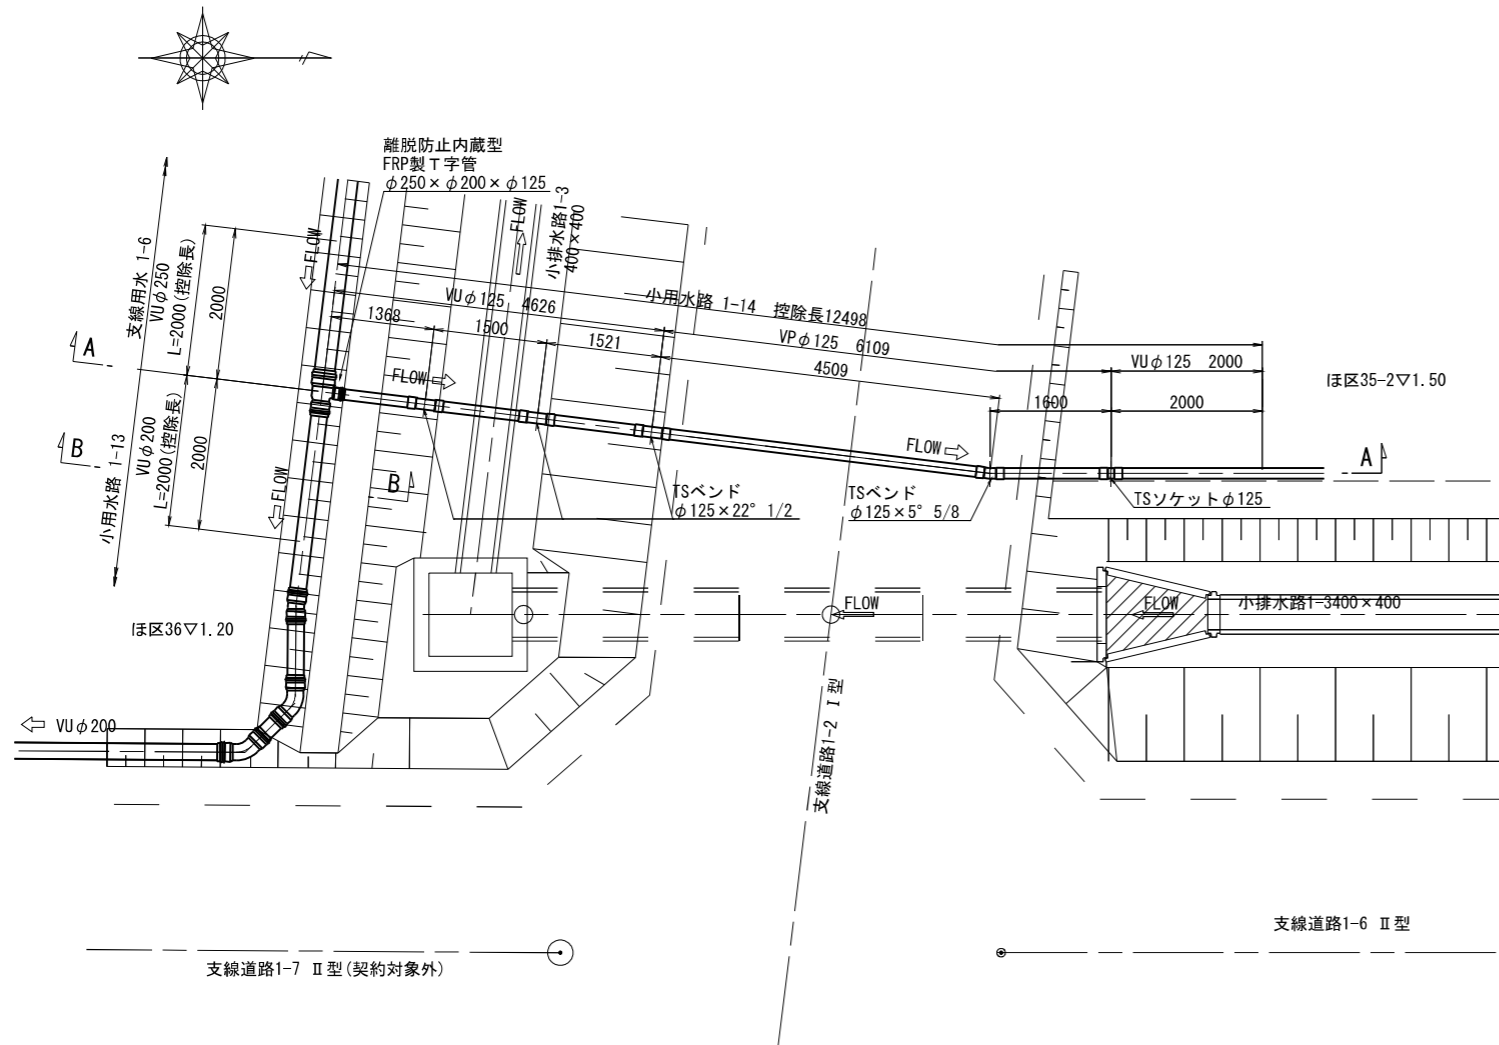 離脱防止内蔵型
FRP製Ｔ字管
φ250×φ200×φ125
支線用水 1-6
VUφ250
L=2000(控除長)
2000
FLOW
FLOW
小排水路1-3
400×400
小用水路 1-14 控除長12498
VUφ125 4626
1368
1500
1521
VPφ125 6109
4509
VUφ125 2000
1600
2000
ほ区35-2▽1.50
A
A
B
B
FLOW
FLOW
小用水路 1-13
VUφ200
L=2000(控除長)
2000
FLOW
TSベンド
φ125×22° 1/2
TSベンド
φ125×5° 5/8
TSソケットφ125
ほ区36▽1.20
FLOW
FLOW
小排水路1-3400×400
VUφ200
支線道路1-2 Ⅰ型
支線道路1-7 Ⅱ型(契約対象外)
支線道路1-6 Ⅱ型